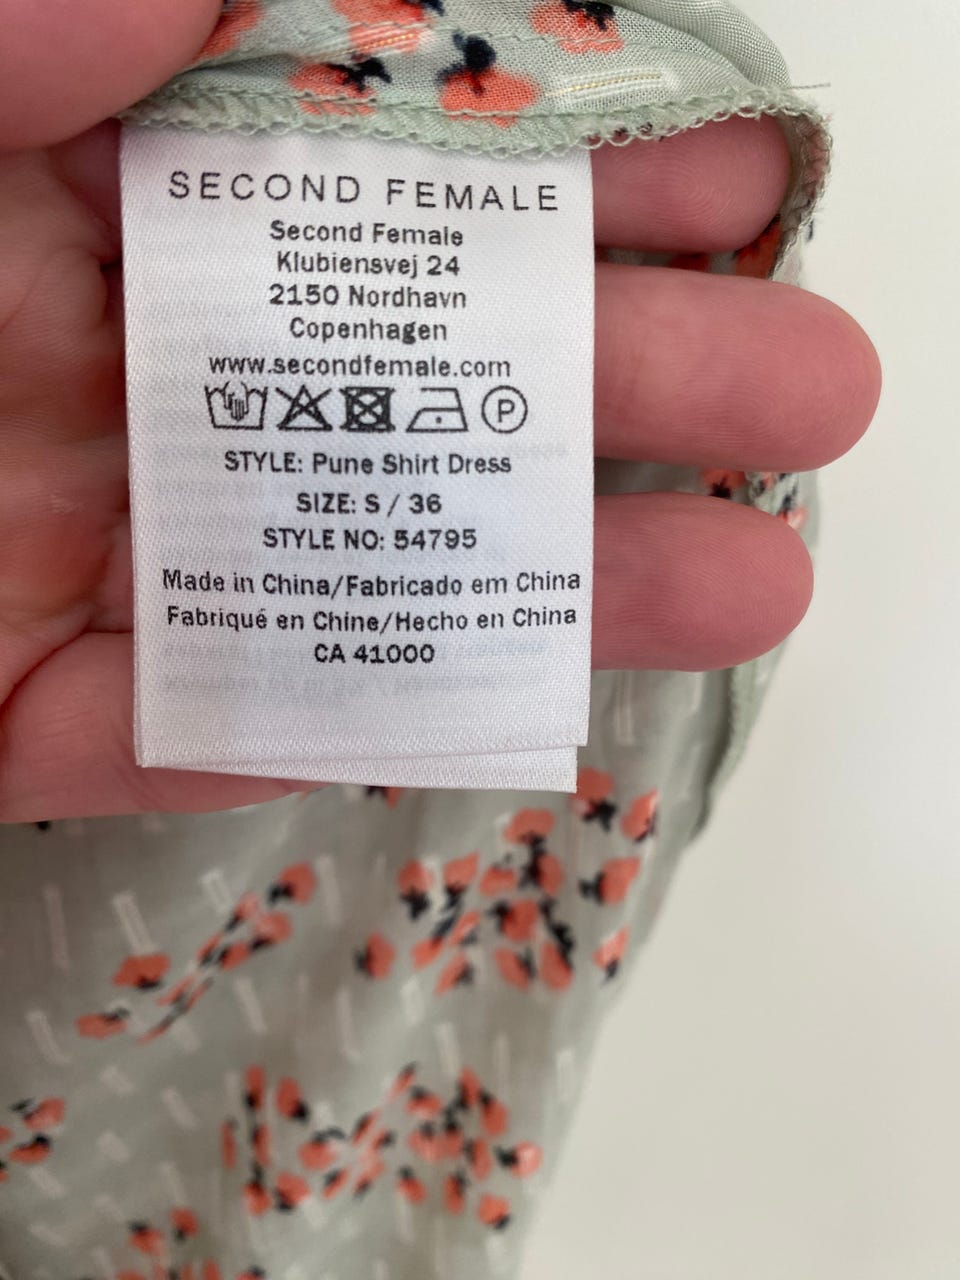 SECOND FEMALE
Second Female
Klubiensvej 24
2150 Nordhavn
Copenhagen
www.secondfemale.com
P
STYLE: Pune Shirt Dress
SIZE: S / 36
STYLE NO: 54795
Made in China/Fabricado em China
Fabriqué en Chine/Hecho en China
CA 41000